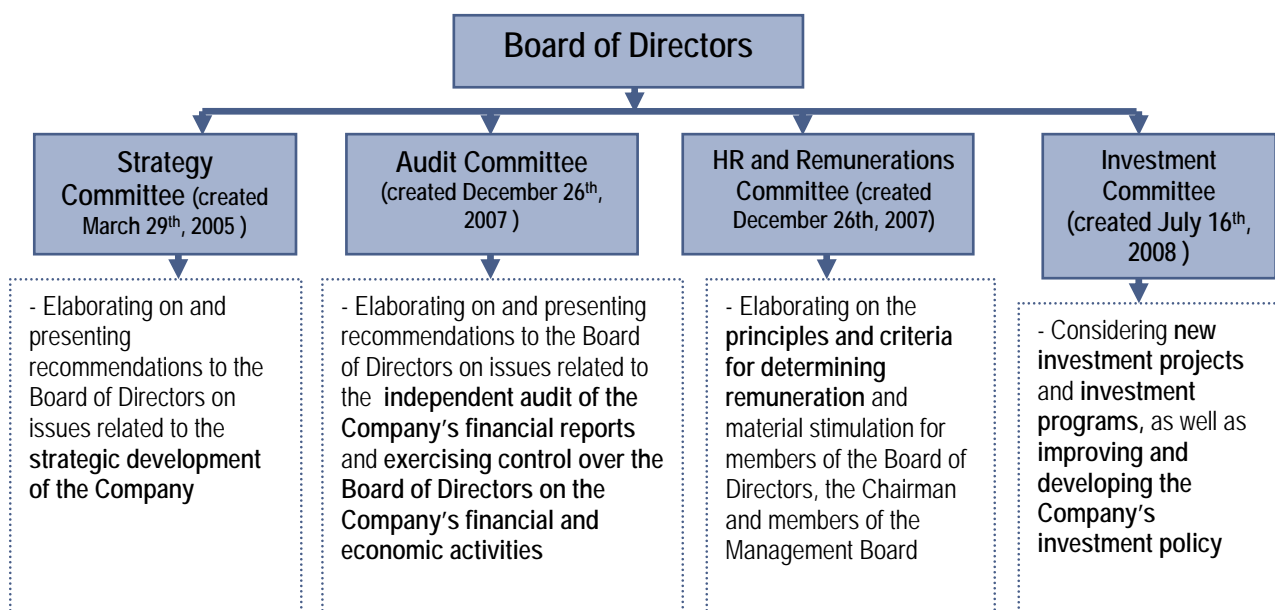 Board of Directors
Strategy
Committee (created
March 29th, 2005 )
Audit Committee
(created December 26th,
2007 )
HR and Remunerations
Committee (created
December 26th, 2007)
Investment
Committee
(created July 16th,
2008 )
- Elaborating on and
presenting
recommendations to the
Board of Directors on
issues related to the
strategic development
of the Company
- Elaborating on and presenting
recommendations to the Board
of Directors on issues related to
the independent audit of the
Company's financial reports
and exercising control over the
Board of Directors on the
Company's financial and
economic activities
- Elaborating on the
principles and criteria
for determining
remuneration and
material stimulation for
members of the Board of
Directors, the Chairman
and members of the
Management Board
- Considering new
investment projects
and investment
programs, as well as
improving and
developing the
Company's
investment policy